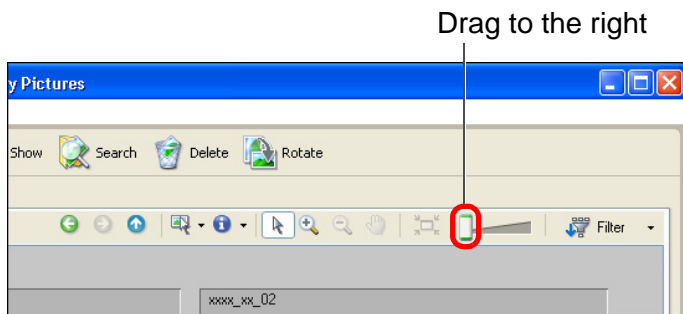 Drag to the right
y Pictures
Show Search Delete Rotate
Filter
xxxx_xx_02